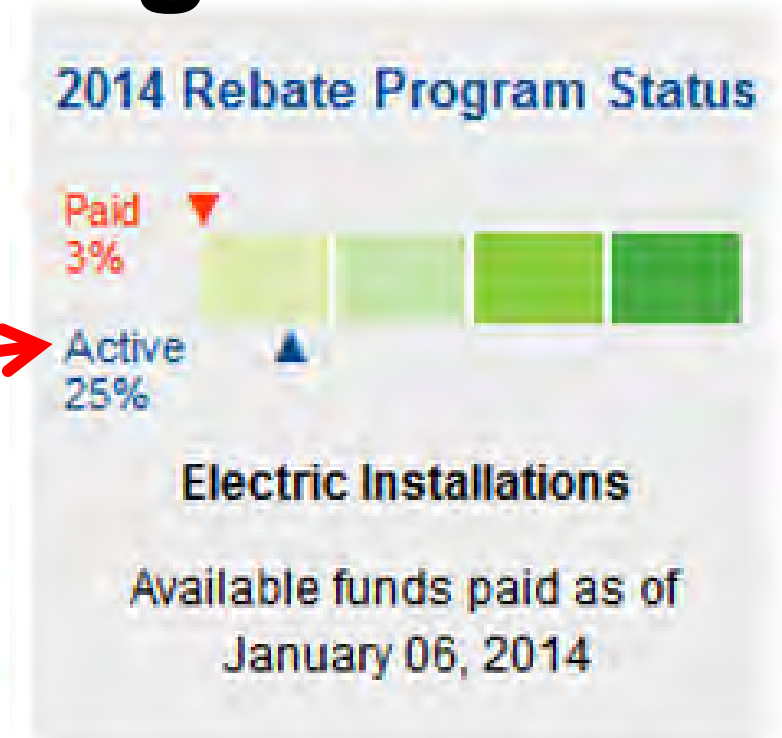 2014 Rebate Program Status
Paid
3%
Active
25%
Electric Installations
Available funds paid as of
January 06, 2014